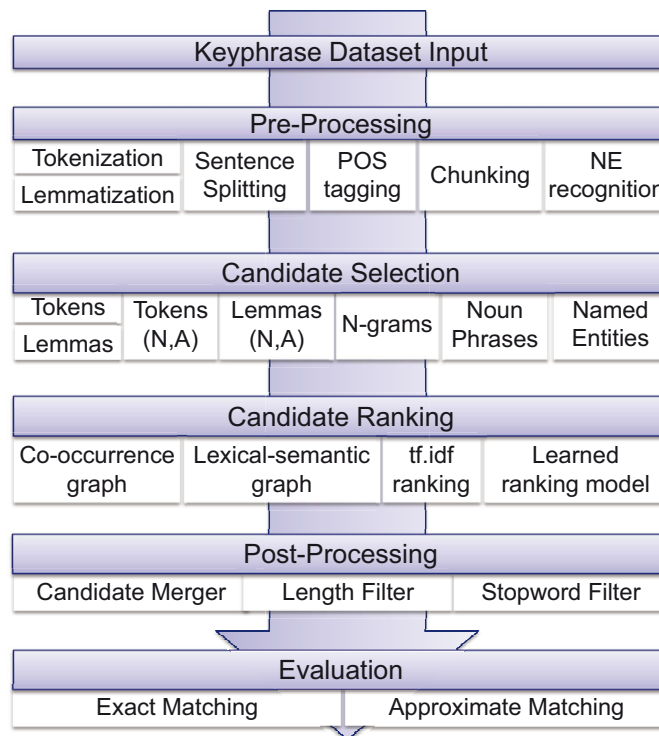 Keyphrase Dataset Input
Pre-Processing
Tokenization
Lemmatization
Sentence
Splitting
POS
tagging
Chunking
NE
recognition
Candidate Selection
Tokens
Lemmas
Tokens
(N,A)
Lemmas
(N,A)
N-grams
Noun
Phrases
Named
Entities
Candidate Ranking
Co-occurrence
graph
Lexical-semantic
graph
tf.idf
ranking
Learned
ranking model
Post-Processing
Candidate Merger
Length Filter
Stopword Filter
Evaluation
Exact Matching
Approximate Matching